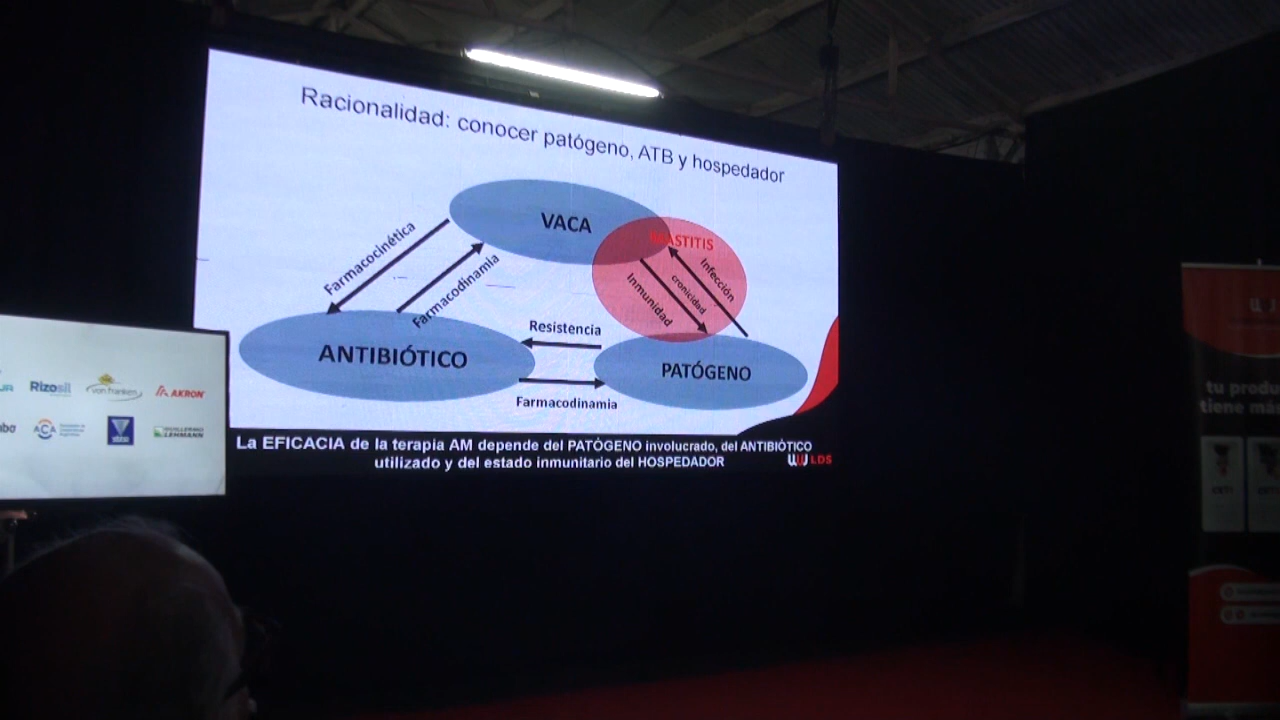 Racionalidad: conocer patógeno, ATB y hospedador
VACA
MASTITIS
Farmacocinética
Farmacodinamia
Infección
cronicidad
Inmunidad
ANTIBIÓTICO
Resistencia
PATÓGENO
Farmacodinamia
La EFICACIA de la terapia AM depende del PATÓGENO involucrado, del ANTIBIÓTICO
utilizado y del estado inmunitario del HOSPEDADOR
LDS
Rizosil
von franken
AKRON
ACA
GUILLERMO
LEHMANN
tu produ
tiene má